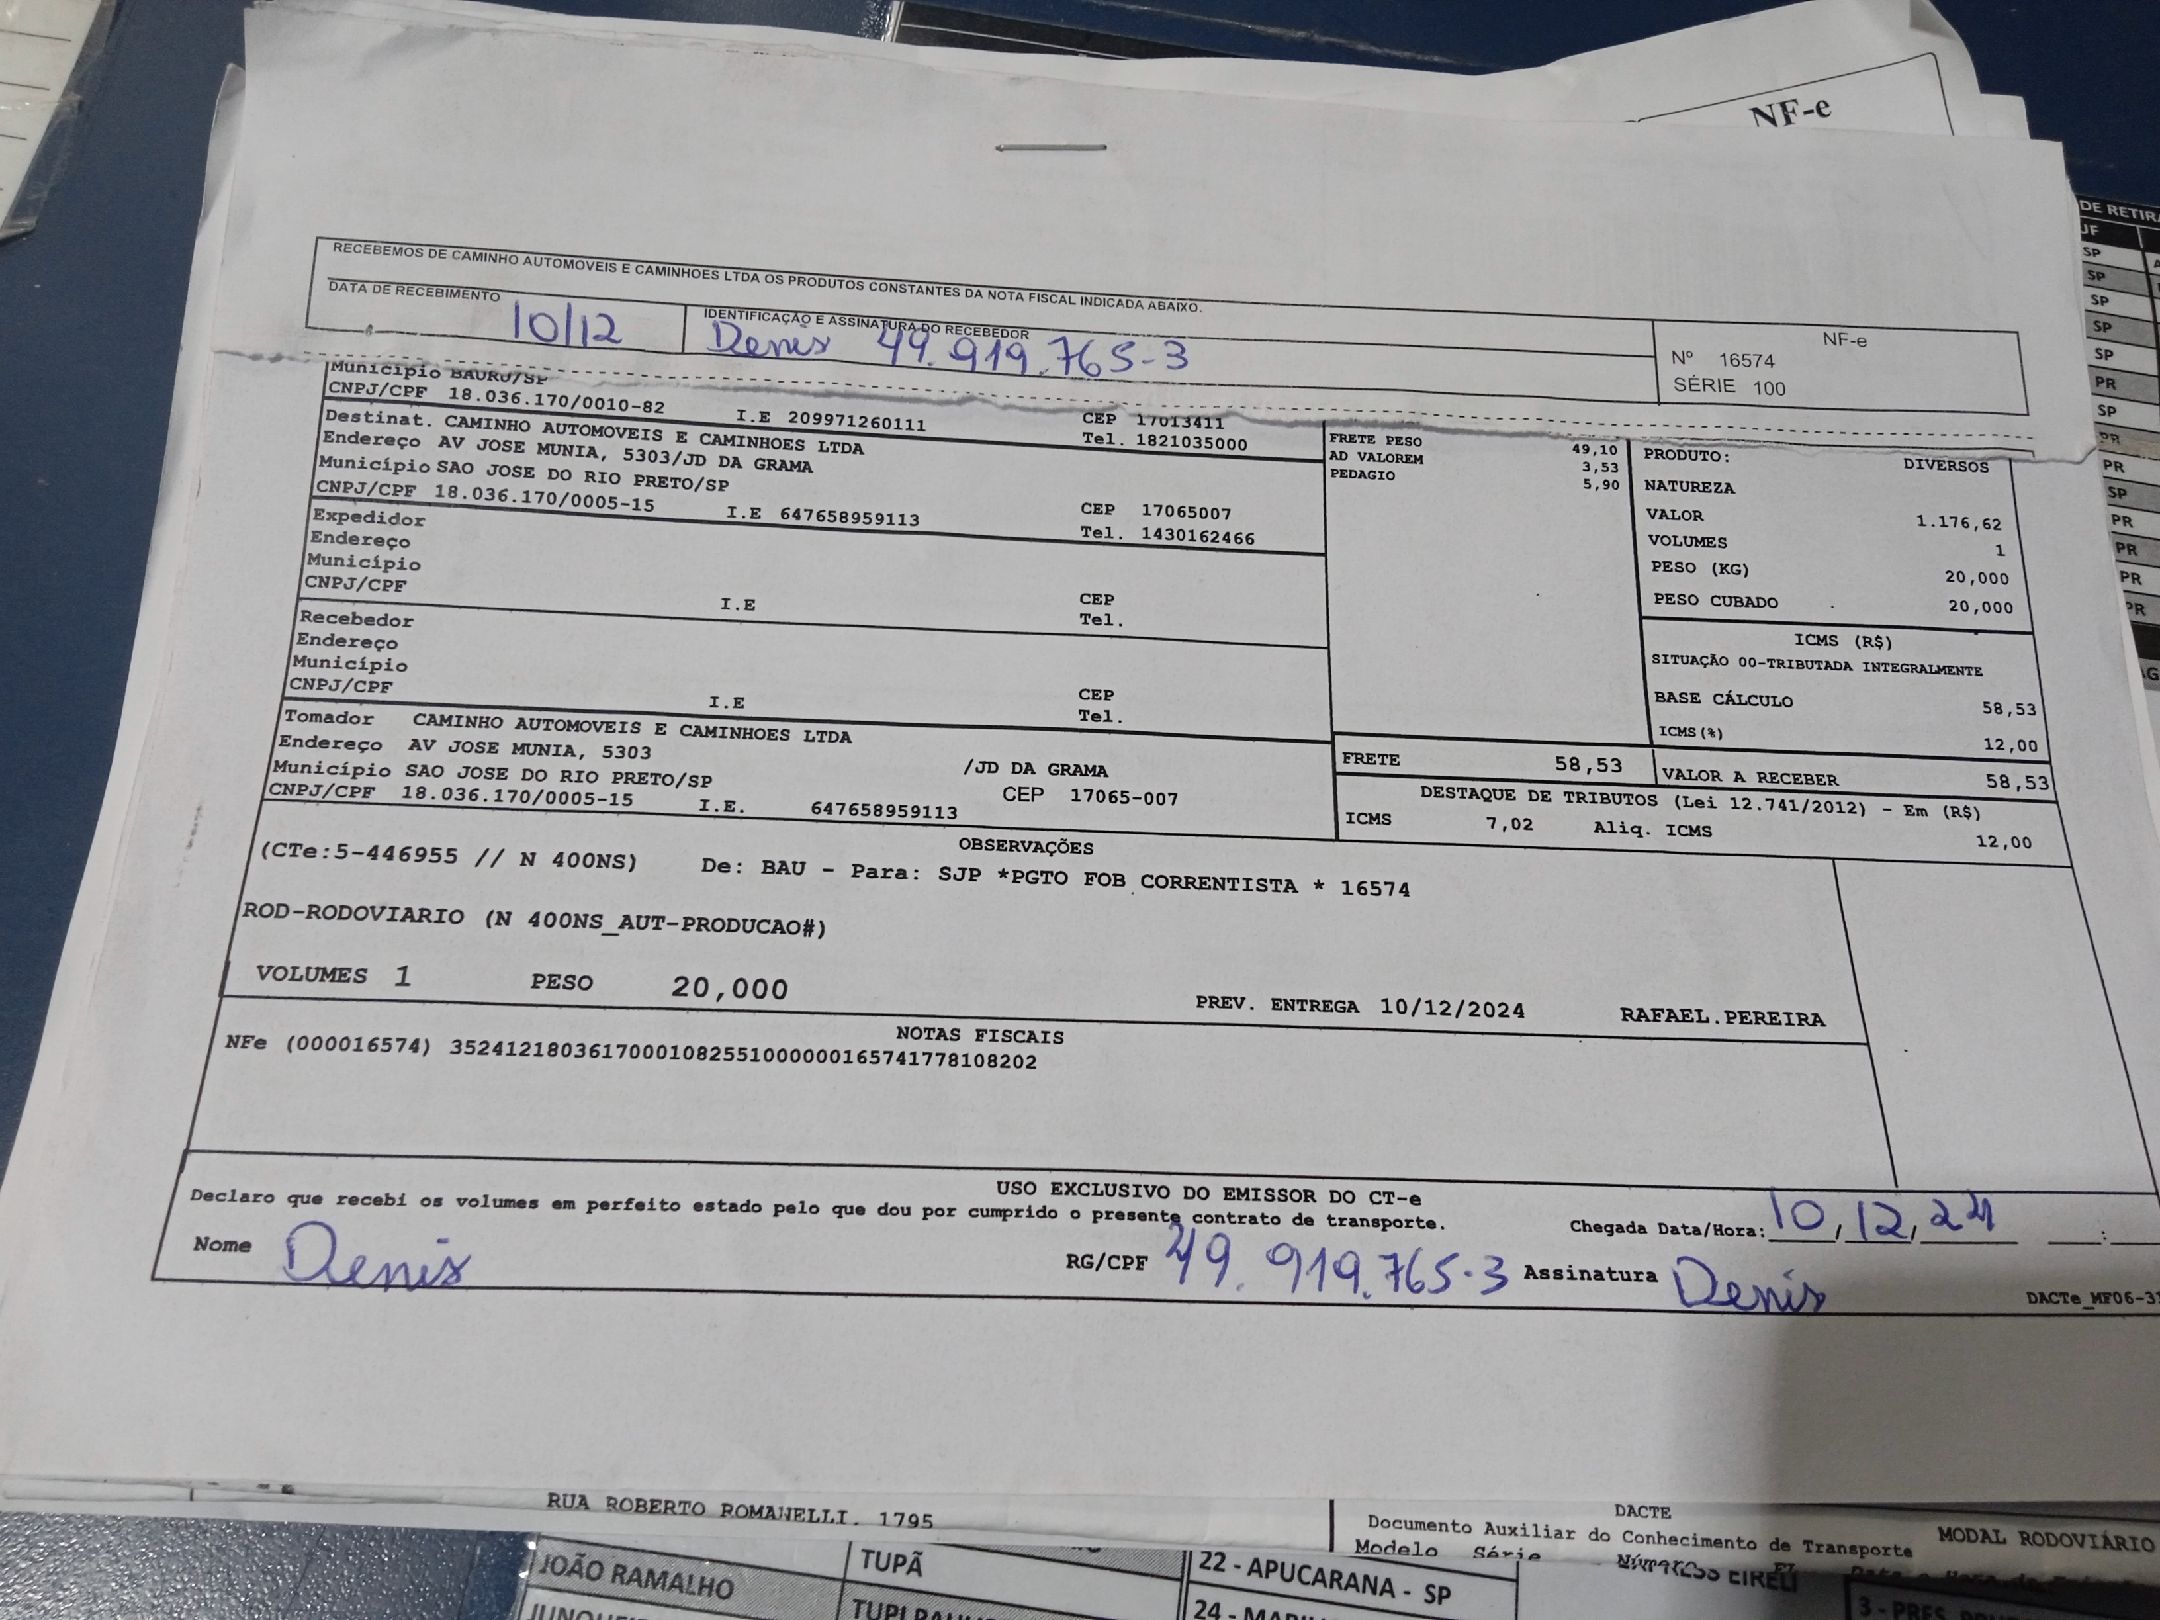 NF-e
RECEBEMOS DE CAMINHO AUTOMOVEIS E CAMINHOES LTDA OS PRODUTOS CONSTANTES DA NOTA FISCAL INDICADA ABAIXO.
DATA DE RECEBIMENTO
10/12
IDENTIFICAÇÃO E ASSINATURA DO RECEBEDOR
Denis 49.919.765-3
NF-e
Nº 16574
SÉRIE 100
Município BAURU/SP
CNPJ/CPF 18.036.170/0010-82 I.E 209971260111 CEP 17013411
Tel. 1821035000
Destinat. CAMINHO AUTOMOVEIS E CAMINHOES LTDA
Endereço AV JOSE MUNIA, 5303/JD DA GRAMA
Município SAO JOSE DO RIO PRETO/SP CEP 17065007
CNPJ/CPF 18.036.170/0005-15 I.E 647658959113 Tel. 1430162466
Expedidor
Endereço
Município CEP
CNPJ/CPF I.E Tel.
Recebedor
Endereço
Município CEP
CNPJ/CPF I.E Tel.
Tomador CAMINHO AUTOMOVEIS E CAMINHOES LTDA
Endereço AV JOSE MUNIA, 5303 /JD DA GRAMA
Município SAO JOSE DO RIO PRETO/SP CEP 17065-007
CNPJ/CPF 18.036.170/0005-15 I.E. 647658959113
FRETE PESO 49,10
AD VALOREM 3,53
PEDAGIO 5,90
PRODUTO: DIVERSOS
NATUREZA
VALOR 1.176,62
VOLUMES 1
PESO (KG) 20,000
PESO CUBADO 20,000
ICMS (R$)
SITUAÇÃO 00-TRIBUTADA INTEGRALMENTE
BASE CÁLCULO 58,53
ICMS(%) 12,00
FRETE 58,53 VALOR A RECEBER 58,53
DESTAQUE DE TRIBUTOS (Lei 12.741/2012) - Em (R$)
ICMS 7,02 Aliq. ICMS 12,00
OBSERVAÇÕES
(CTe:5-446955 // N 400NS) De: BAU - Para: SJP *PGTO FOB CORRENTISTA * 16574
ROD-RODOVIARIO (N 400NS_AUT-PRODUCAO#)
VOLUMES 1 PESO 20,000 PREV. ENTREGA 10/12/2024 RAFAEL.PEREIRA
NOTAS FISCAIS
NFe (000016574) 35241218036170001082551000000165741778108202
USO EXCLUSIVO DO EMISSOR DO CT-e
Declaro que recebi os volumes em perfeito estado pelo que dou por cumprido o presente contrato de transporte.
Chegada Data/Hora: 10,12,24 :
Nome Denis RG/CPF 49.919.765-3 Assinatura Denis
RUA ROBERTO ROMANELLI. 1795
DACTE
Documento Auxiliar do Conhecimento de Transporte
MODAL RODOVIÁRIO
Modelo Série
JOÃO RAMALHO TUPÃ 22 - APUCARANA - SP
DE RETIRA
UF
SP
SP
SP
SP
SP
PR
SP
PR
PR
SP
PR
PR
PR
PR